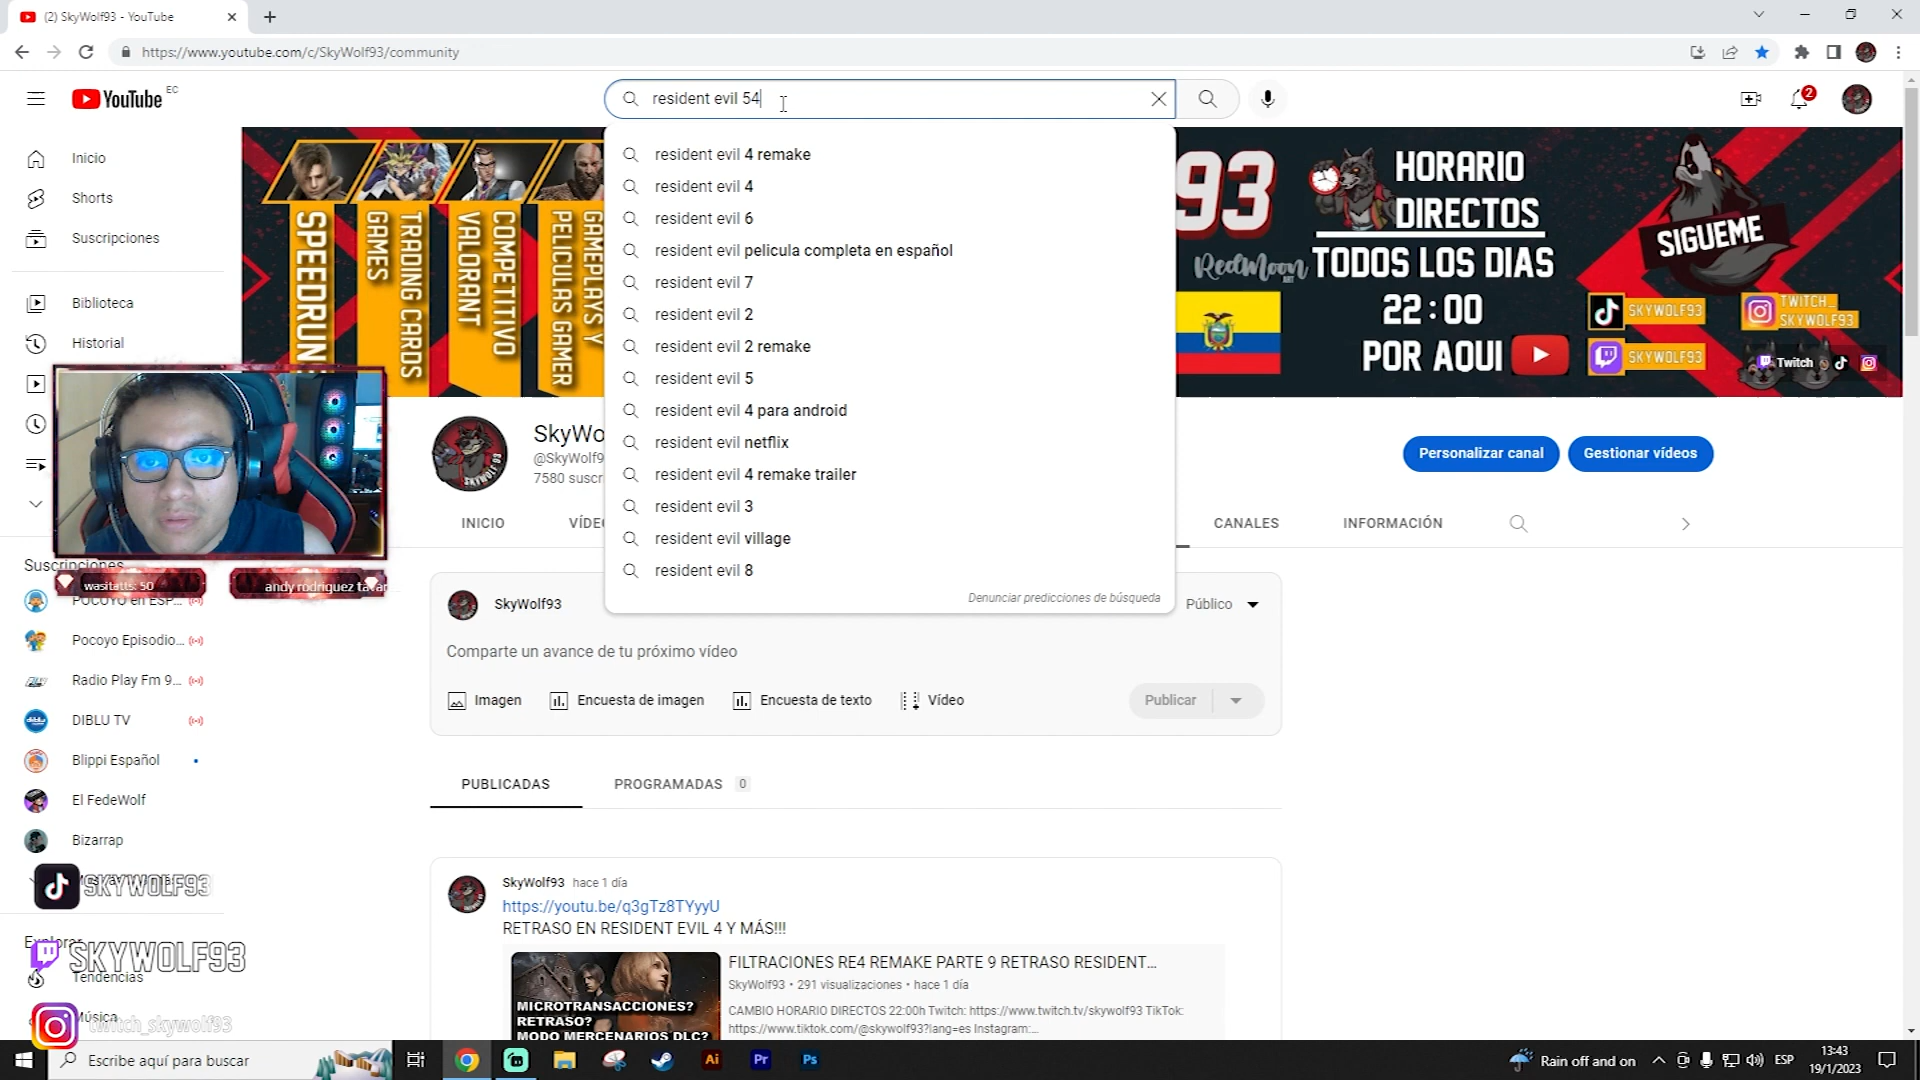 (2) SkyWolf93 - YouTube
https://www.youtube.com/c/SkyWolf93/community
YouTube EC
resident evil 54
2
resident evil 4 remake
resident evil 4
resident evil 6
resident evil pelicula completa en español
resident evil 7
resident evil 2
resident evil 2 remake
resident evil 5
resident evil 4 para android
resident evil netflix
resident evil 4 remake trailer
resident evil 3
resident evil village
resident evil 8
Denunciar predicciones de búsqueda
Inicio
Shorts
Suscripciones
Biblioteca
Historial
SPEEDRUN
TRADING CARDS
GAMES
COMPETITIVO
VALORANT
GAMEPLAYS Y
PELICULAS GAMER
93
RedMoon
HORARIO
DIRECTOS
TODOS LOS DIAS
22:00
POR AQUI
SIGUEME
SKYWOLF93
TWITCH_
SKYWOLF93
SKYWOLF93
Twitch
SkyWo
@SkyWolf9
7580 suscr
Personalizar canal
Gestionar vídeos
INICIO
CANALES
INFORMACIÓN
Suscripciones
wasitatts: 50
andy rodriguez
POCOYO en ESP...
Pocoyo Episodio...
Radio Play Fm 9...
DIBLU TV
Blippi Español
El FedeWolf
Bizarrap
SKYWOLF93
Explorar
SKYWOLF93
Tendencias
Música
twitch_skywolf93
SkyWolf93
Público
Comparte un avance de tu próximo vídeo
Imagen
Encuesta de imagen
Encuesta de texto
Vídeo
Publicar
PUBLICADAS
PROGRAMADAS 0
SkyWolf93 hace 1 día
https://youtu.be/q3gTz8TYyyU
RETRASO EN RESIDENT EVIL 4 Y MÁS!!!
MICROTRANSACCIONES?
RETRASO?
MODO MERCENARIOS DLC?
FILTRACIONES RE4 REMAKE PARTE 9 RETRASO RESIDENT...
SkyWolf93 • 291 visualizaciones • hace 1 día
CAMBIO HORARIO DIRECTOS 22:00h Twitch: https://www.twitch.tv/skywolf93 TikTok:
https://www.tiktok.com/@skywolf93?lang=es Instagram:...
Escribe aquí para buscar
Ai
Pr
Ps
Rain off and on
ESP
13:43
19/1/2023